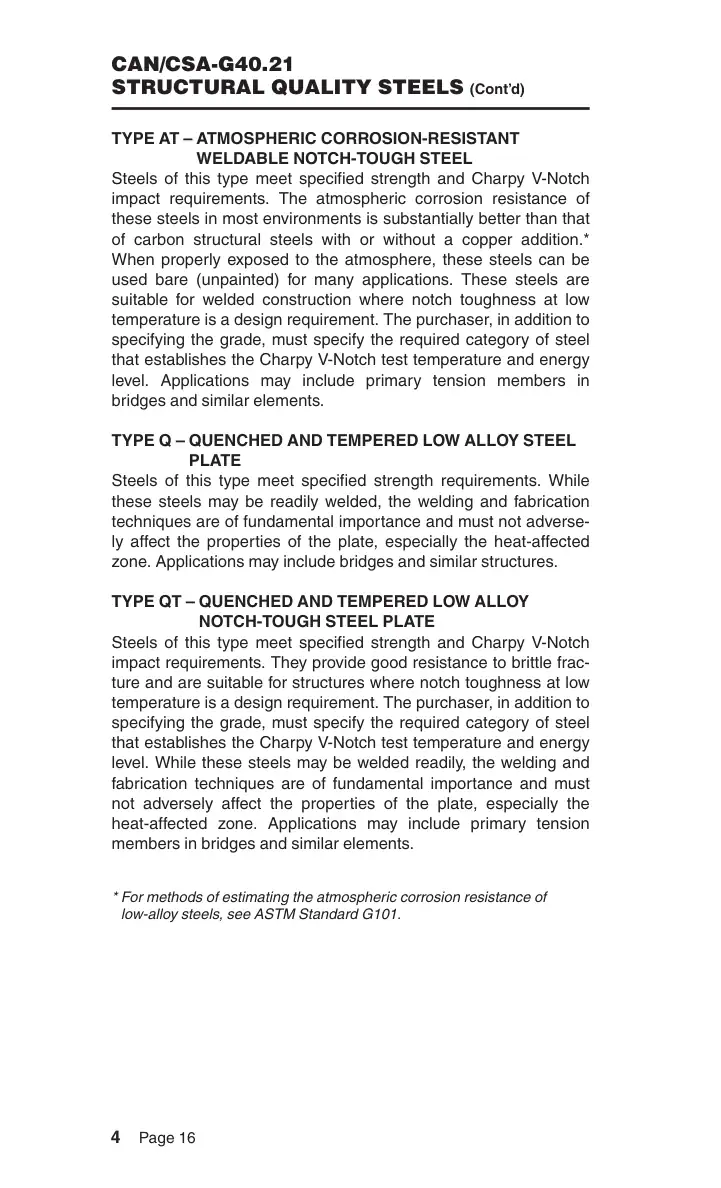 CAN/CSA-G40.21
STRUCTURAL QUALITY STEELS (Cont'd)
TYPE AT – ATMOSPHERIC CORROSION-RESISTANT
WELDABLE NOTCH-TOUGH STEEL
Steels of this type meet specified strength and Charpy V-Notch
impact requirements. The atmospheric corrosion resistance of
these steels in most environments is substantially better than that
of carbon structural steels with or without a copper addition.*
When properly exposed to the atmosphere, these steels can be
used bare (unpainted) for many applications. These steels are
suitable for welded construction where notch toughness at low
temperature is a design requirement. The purchaser, in addition to
specifying the grade, must specify the required category of steel
that establishes the Charpy V-Notch test temperature and energy
level. Applications may include primary tension members in
bridges and similar elements.
TYPE Q – QUENCHED AND TEMPERED LOW ALLOY STEEL
PLATE
Steels of this type meet specified strength requirements. While
these steels may be readily welded, the welding and fabrication
techniques are of fundamental importance and must not adverse-
ly affect the properties of the plate, especially the heat-affected
zone. Applications may include bridges and similar structures.
TYPE QT – QUENCHED AND TEMPERED LOW ALLOY
NOTCH-TOUGH STEEL PLATE
Steels of this type meet specified strength and Charpy V-Notch
impact requirements. They provide good resistance to brittle frac-
ture and are suitable for structures where notch toughness at low
temperature is a design requirement. The purchaser, in addition to
specifying the grade, must specify the required category of steel
that establishes the Charpy V-Notch test temperature and energy
level. While these steels may be welded readily, the welding and
fabrication techniques are of fundamental importance and must
not adversely affect the properties of the plate, especially the
heat-affected zone. Applications may include primary tension
members in bridges and similar elements.
* For methods of estimating the atmospheric corrosion resistance of
low-alloy steels, see ASTM Standard G101.
4 Page 16